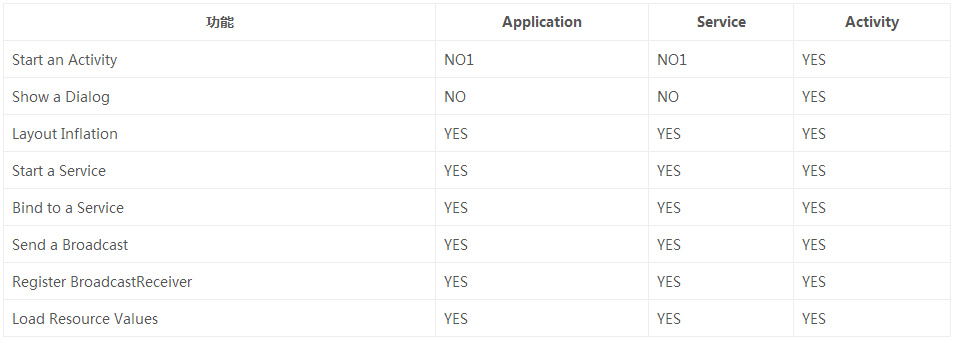 功能 Application Service Activity
Start an Activity NO1 NO1 YES
Show a Dialog NO NO YES
Layout Inflation YES YES YES
Start a Service YES YES YES
Bind to a Service YES YES YES
Send a Broadcast YES YES YES
Register BroadcastReceiver YES YES YES
Load Resource Values YES YES YES